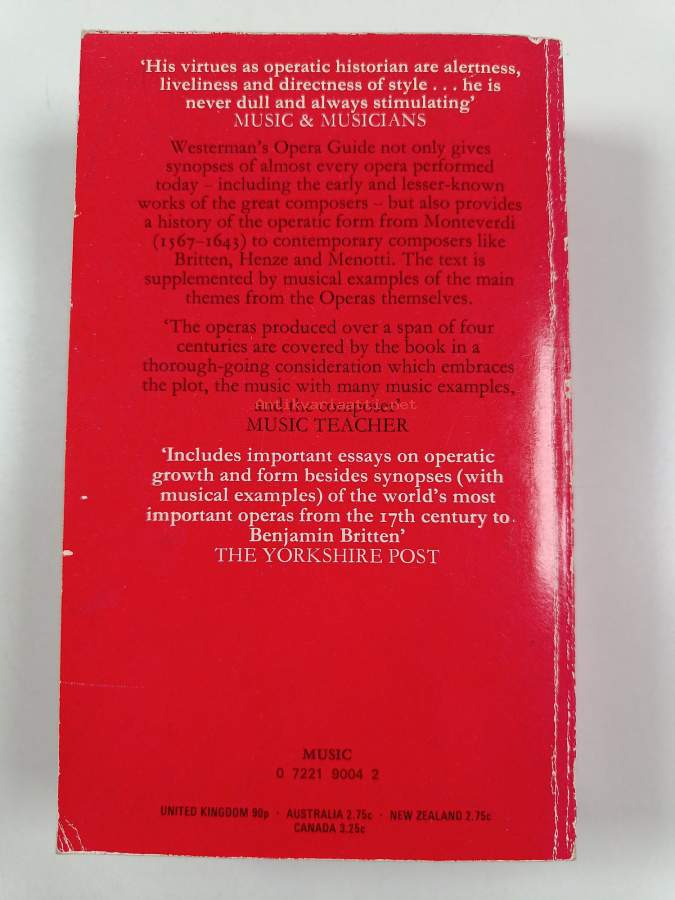 ‘His virtues as operatic historian are alertness,
liveliness and directness of style . . . he is
never dull and always stimulating’
MUSIC & MUSICIANS
Westerman's Opera Guide not only gives
synopses of almost every opera performed
today – including the early and lesser-known
works of the great composers – but also provides
a history of the operatic form from Monteverdi
(1567–1643) to contemporary composers like
Britten, Henze and Menotti. The text is
supplemented by musical examples of the main
themes from the Operas themselves.
‘The operas produced over a span of four
centuries are covered by the book in a
thorough-going consideration which embraces
the plot, the music with many music examples,
and the composer’
Antikvariaatti.net
MUSIC TEACHER
‘Includes important essays on operatic
growth and form besides synopses (with
musical examples) of the world's most
important operas from the 17th century to
Benjamin Britten’
THE YORKSHIRE POST
MUSIC
0 7221 9004 2
UNITED KINGDOM 90p · AUSTRALIA 2.75c · NEW ZEALAND 2.75c
CANADA 3.25c